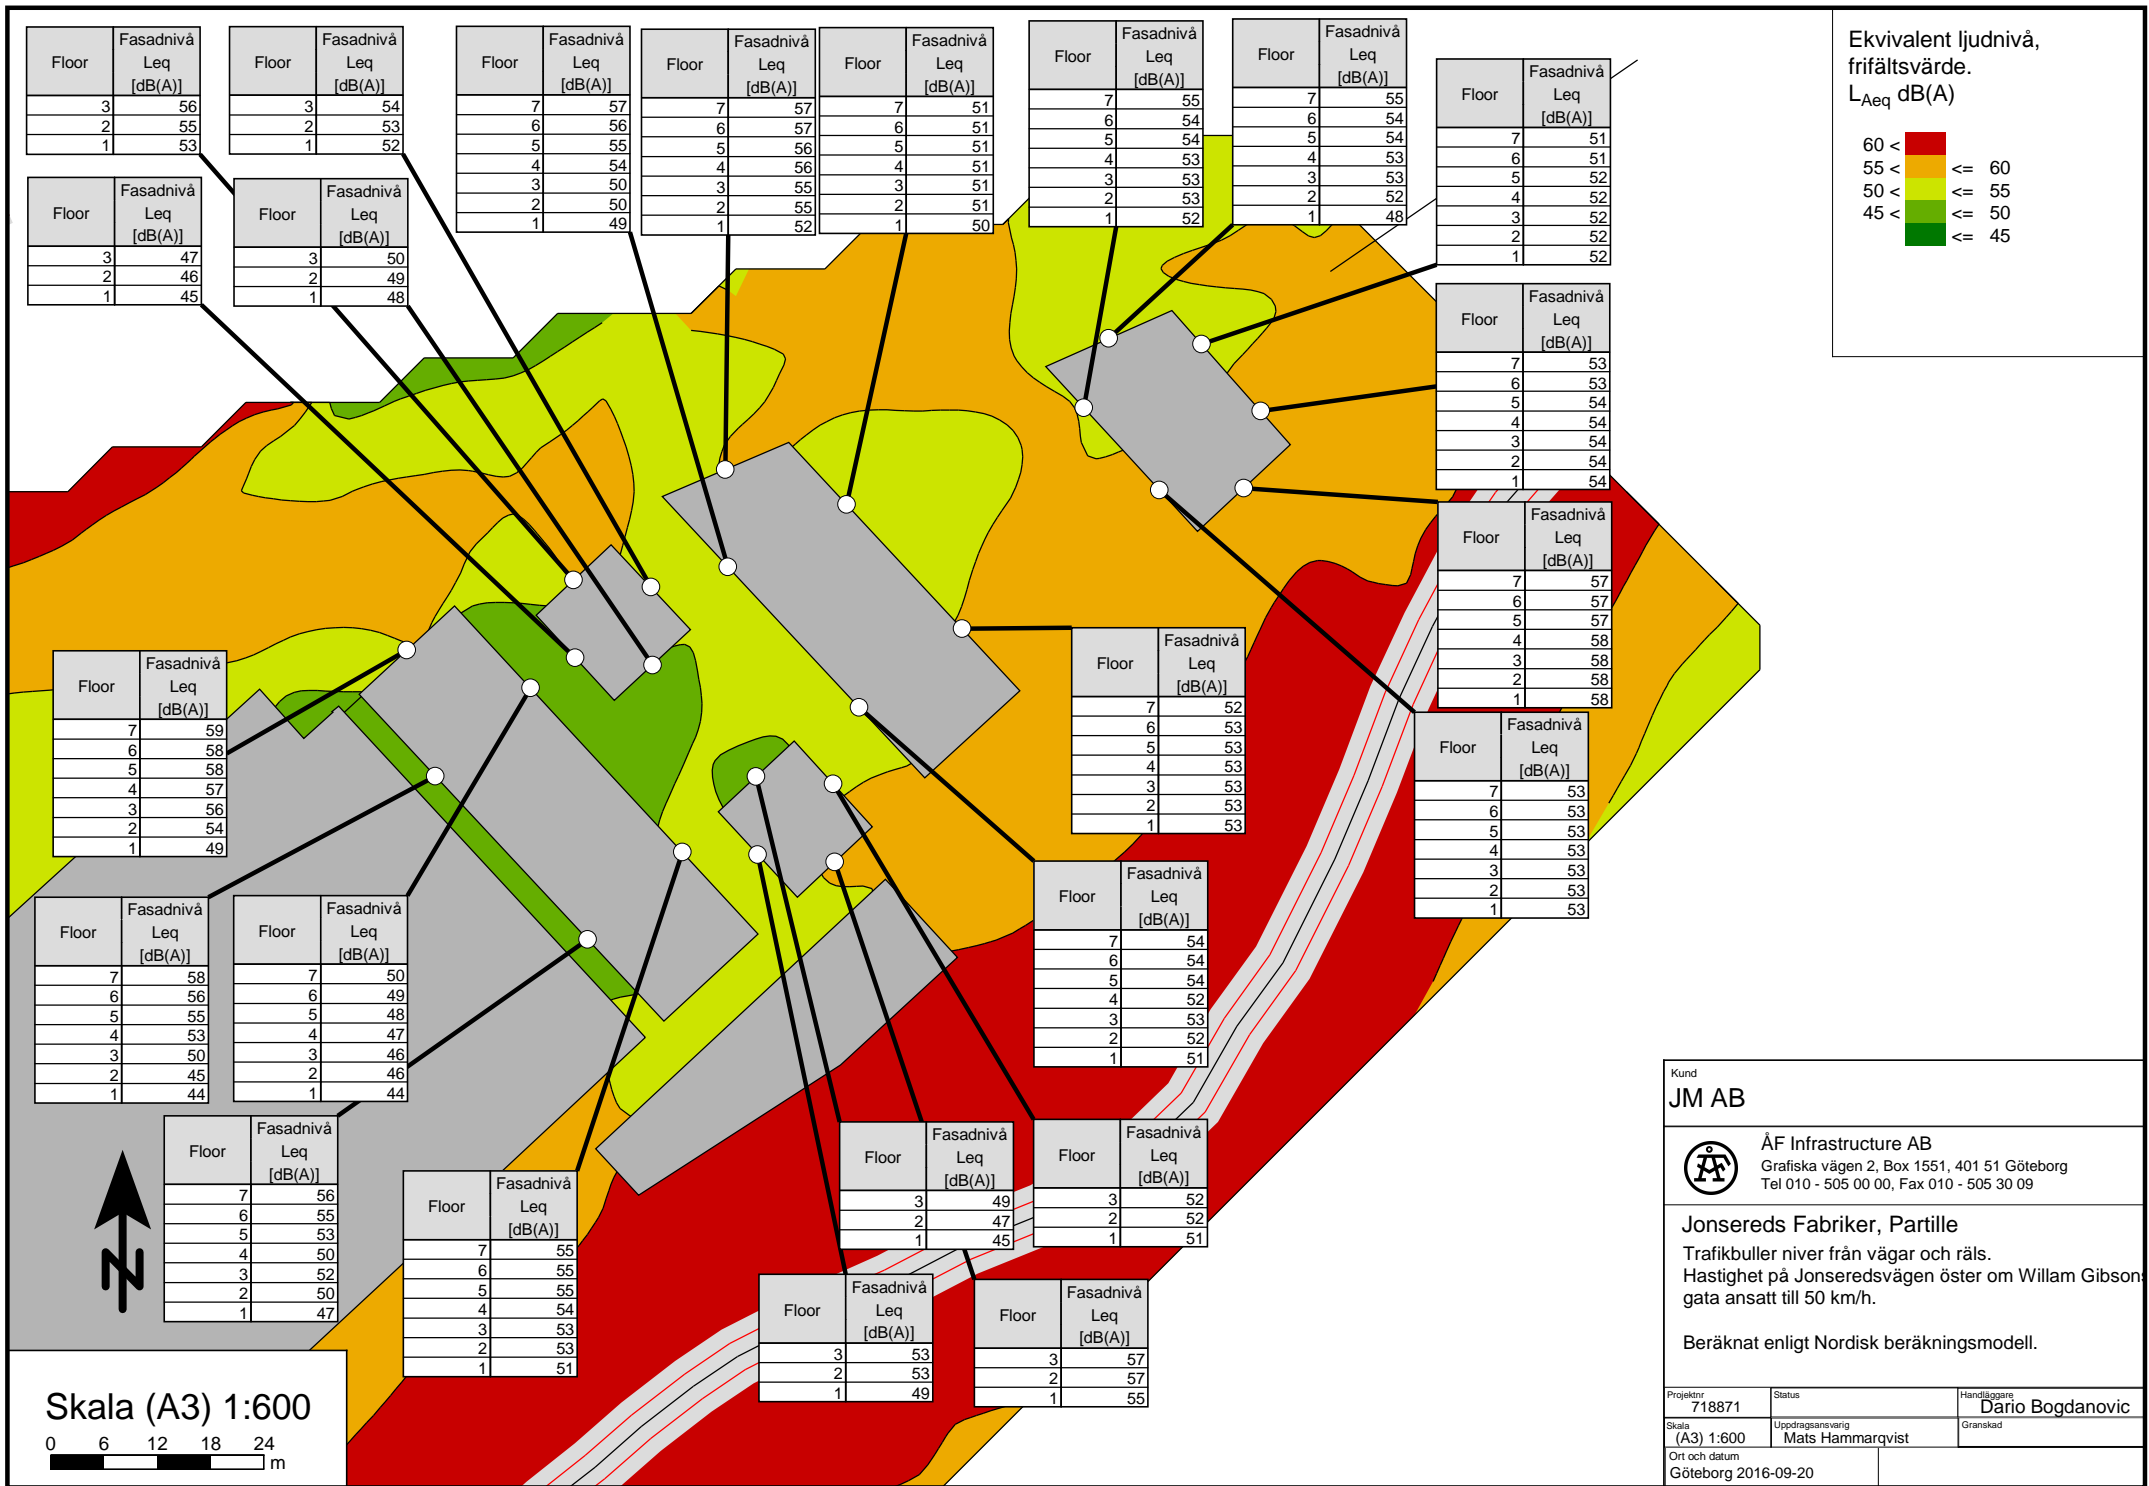 Floor Fasadnivå Leq [dB(A)]
3 56
2 55
1 53
Floor Fasadnivå Leq [dB(A)]
3 54
2 53
1 52
Floor Fasadnivå Leq [dB(A)]
7 57
6 56
5 55
4 54
3 50
2 50
1 49
Floor Fasadnivå Leq [dB(A)]
7 57
6 57
5 56
4 56
3 55
2 55
1 52
Floor Fasadnivå Leq [dB(A)]
7 51
6 51
5 51
4 51
3 51
2 51
1 50
Floor Fasadnivå Leq [dB(A)]
7 55
6 54
5 54
4 53
3 53
2 53
1 52
Floor Fasadnivå Leq [dB(A)]
7 55
6 54
5 54
4 53
3 53
2 52
1 48
Floor Fasadnivå Leq [dB(A)]
7 51
6 51
5 52
4 52
3 52
2 52
1 52
Ekvivalent ljudnivå,
frifältsvärde.
LAeq dB(A)
60 <
55 < <= 60
50 < <= 55
45 < <= 50
<= 45
Floor Fasadnivå Leq [dB(A)]
3 47
2 46
1 45
Floor Fasadnivå Leq [dB(A)]
3 50
2 49
1 48
Floor Fasadnivå Leq [dB(A)]
7 53
6 53
5 54
4 54
3 54
2 54
1 54
Floor Fasadnivå Leq [dB(A)]
7 57
6 57
5 57
4 58
3 58
2 58
1 58
Floor Fasadnivå Leq [dB(A)]
7 59
6 58
5 58
4 57
3 56
2 54
1 49
Floor Fasadnivå Leq [dB(A)]
7 52
6 53
5 53
4 53
3 53
2 53
1 53
Floor Fasadnivå Leq [dB(A)]
7 53
6 53
5 53
4 53
3 53
2 53
1 53
Floor Fasadnivå Leq [dB(A)]
7 58
6 56
5 55
4 53
3 50
2 45
1 44
Floor Fasadnivå Leq [dB(A)]
7 50
6 49
5 48
4 47
3 46
2 46
1 44
Floor Fasadnivå Leq [dB(A)]
7 54
6 54
5 54
4 52
3 53
2 52
1 51
Floor Fasadnivå Leq [dB(A)]
7 56
6 55
5 53
4 50
3 52
2 50
1 47
Floor Fasadnivå Leq [dB(A)]
7 55
6 55
5 55
4 54
3 53
2 53
1 51
Floor Fasadnivå Leq [dB(A)]
3 49
2 47
1 45
Floor Fasadnivå Leq [dB(A)]
3 52
2 52
1 51
Floor Fasadnivå Leq [dB(A)]
3 53
2 53
1 49
Floor Fasadnivå Leq [dB(A)]
3 57
2 57
1 55
N
Skala (A3) 1:600
0 6 12 18 24
m
Kund
JM AB
ÅF
ÅF Infrastructure AB
Grafiska vägen 2, Box 1551, 401 51 Göteborg
Tel 010 - 505 00 00, Fax 010 - 505 30 09
Jonsereds Fabriker, Partille
Trafikbuller niver från vägar och räls.
Hastighet på Jonseredsvägen öster om Willam Gibsons
gata ansatt till 50 km/h.
Beräknat enligt Nordisk beräkningsmodell.
Projektnr Status Handläggare
718871 Dario Bogdanovic
Skala Uppdragsansvarig Granskad
(A3) 1:600 Mats Hammarqvist
Ort och datum
Göteborg 2016-09-20